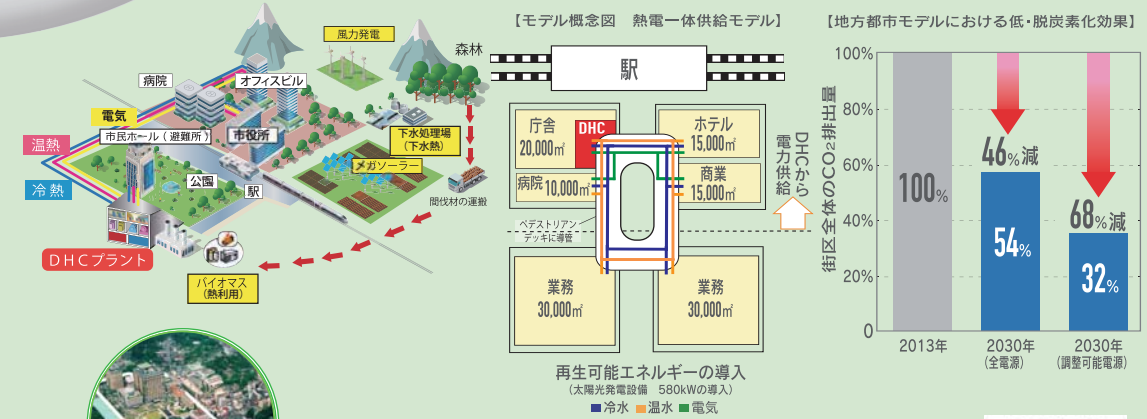 風力発電
森林
病院
オフィスビル
電気
市民ホール(避難所)
市役所
温熱
冷熱
下水処理場
(下水熱)
メガソーラー
公園
駅
間伐材の運搬
DHCプラント
バイオマス
(熱利用)
【モデル概念図 熱電一体供給モデル】
駅
庁舎
20,000㎡
DHC
ホテル
15,000㎡
病院 10,000㎡
商業
15,000㎡
ペデストリアン
デッキに導管
DHCから
電力供給
業務
30,000㎡
業務
30,000㎡
再生可能エネルギーの導入
(太陽光発電設備 580kWの導入)
冷水 温水 電気
【地方都市モデルにおける低・脱炭素化効果】
街区全体のCO2排出量
100%
80%
60%
40%
20%
0
100%
46%減
54%
68%減
32%
2013年
2030年
(全電源)
2030年
(調整可能電源)